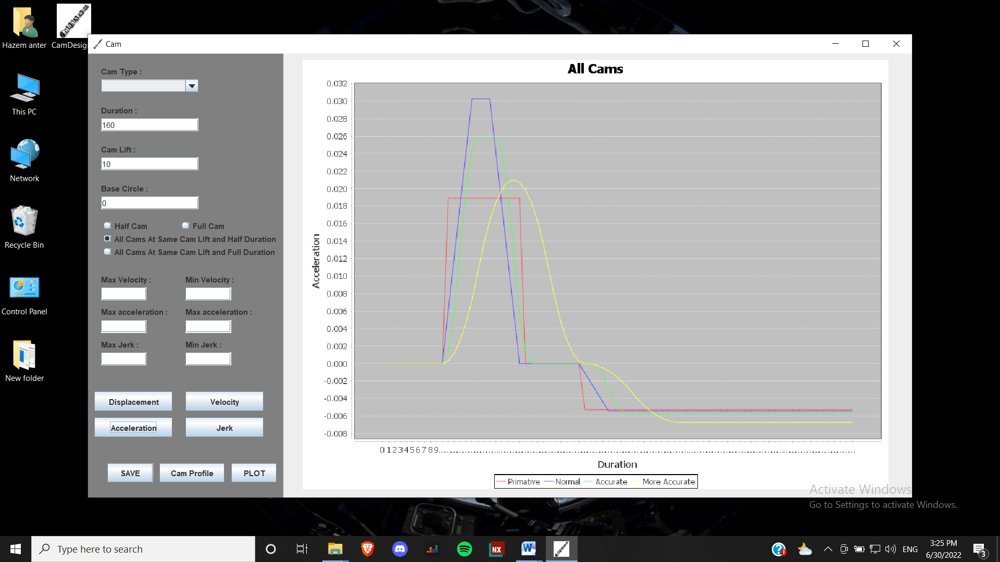 Hazem anter
CamDesig
This PC
Network
Recycle Bin
Control Panel
New folder
Cam
Cam Type :
Duration :
160
Cam Lift :
10
Base Circle :
0
Half Cam
Full Cam
All Cams At Same Cam Lift and Half Duration
All Cams At Same Cam Lift and Full Duration
Max Velocity :
Min Velocity :
Max acceleration :
Max acceleration :
Max Jerk :
Min Jerk :
Displacement
Velocity
Acceleration
Jerk
SAVE
Cam Profile
PLOT
All Cams
0.032
0.030
0.028
0.026
0.024
0.022
0.020
0.018
0.016
0.014
0.012
0.010
0.008
0.006
0.004
0.002
0.000
-0.002
-0.004
-0.006
-0.008
Acceleration
0 1 2 3 4 5 6 7 8 9
Duration
Primative Normal Accurate More Accurate
Activate Windows
Go to Settings to activate Windows.
Type here to search
NX
W
ENG
3:25 PM
6/30/2022
3